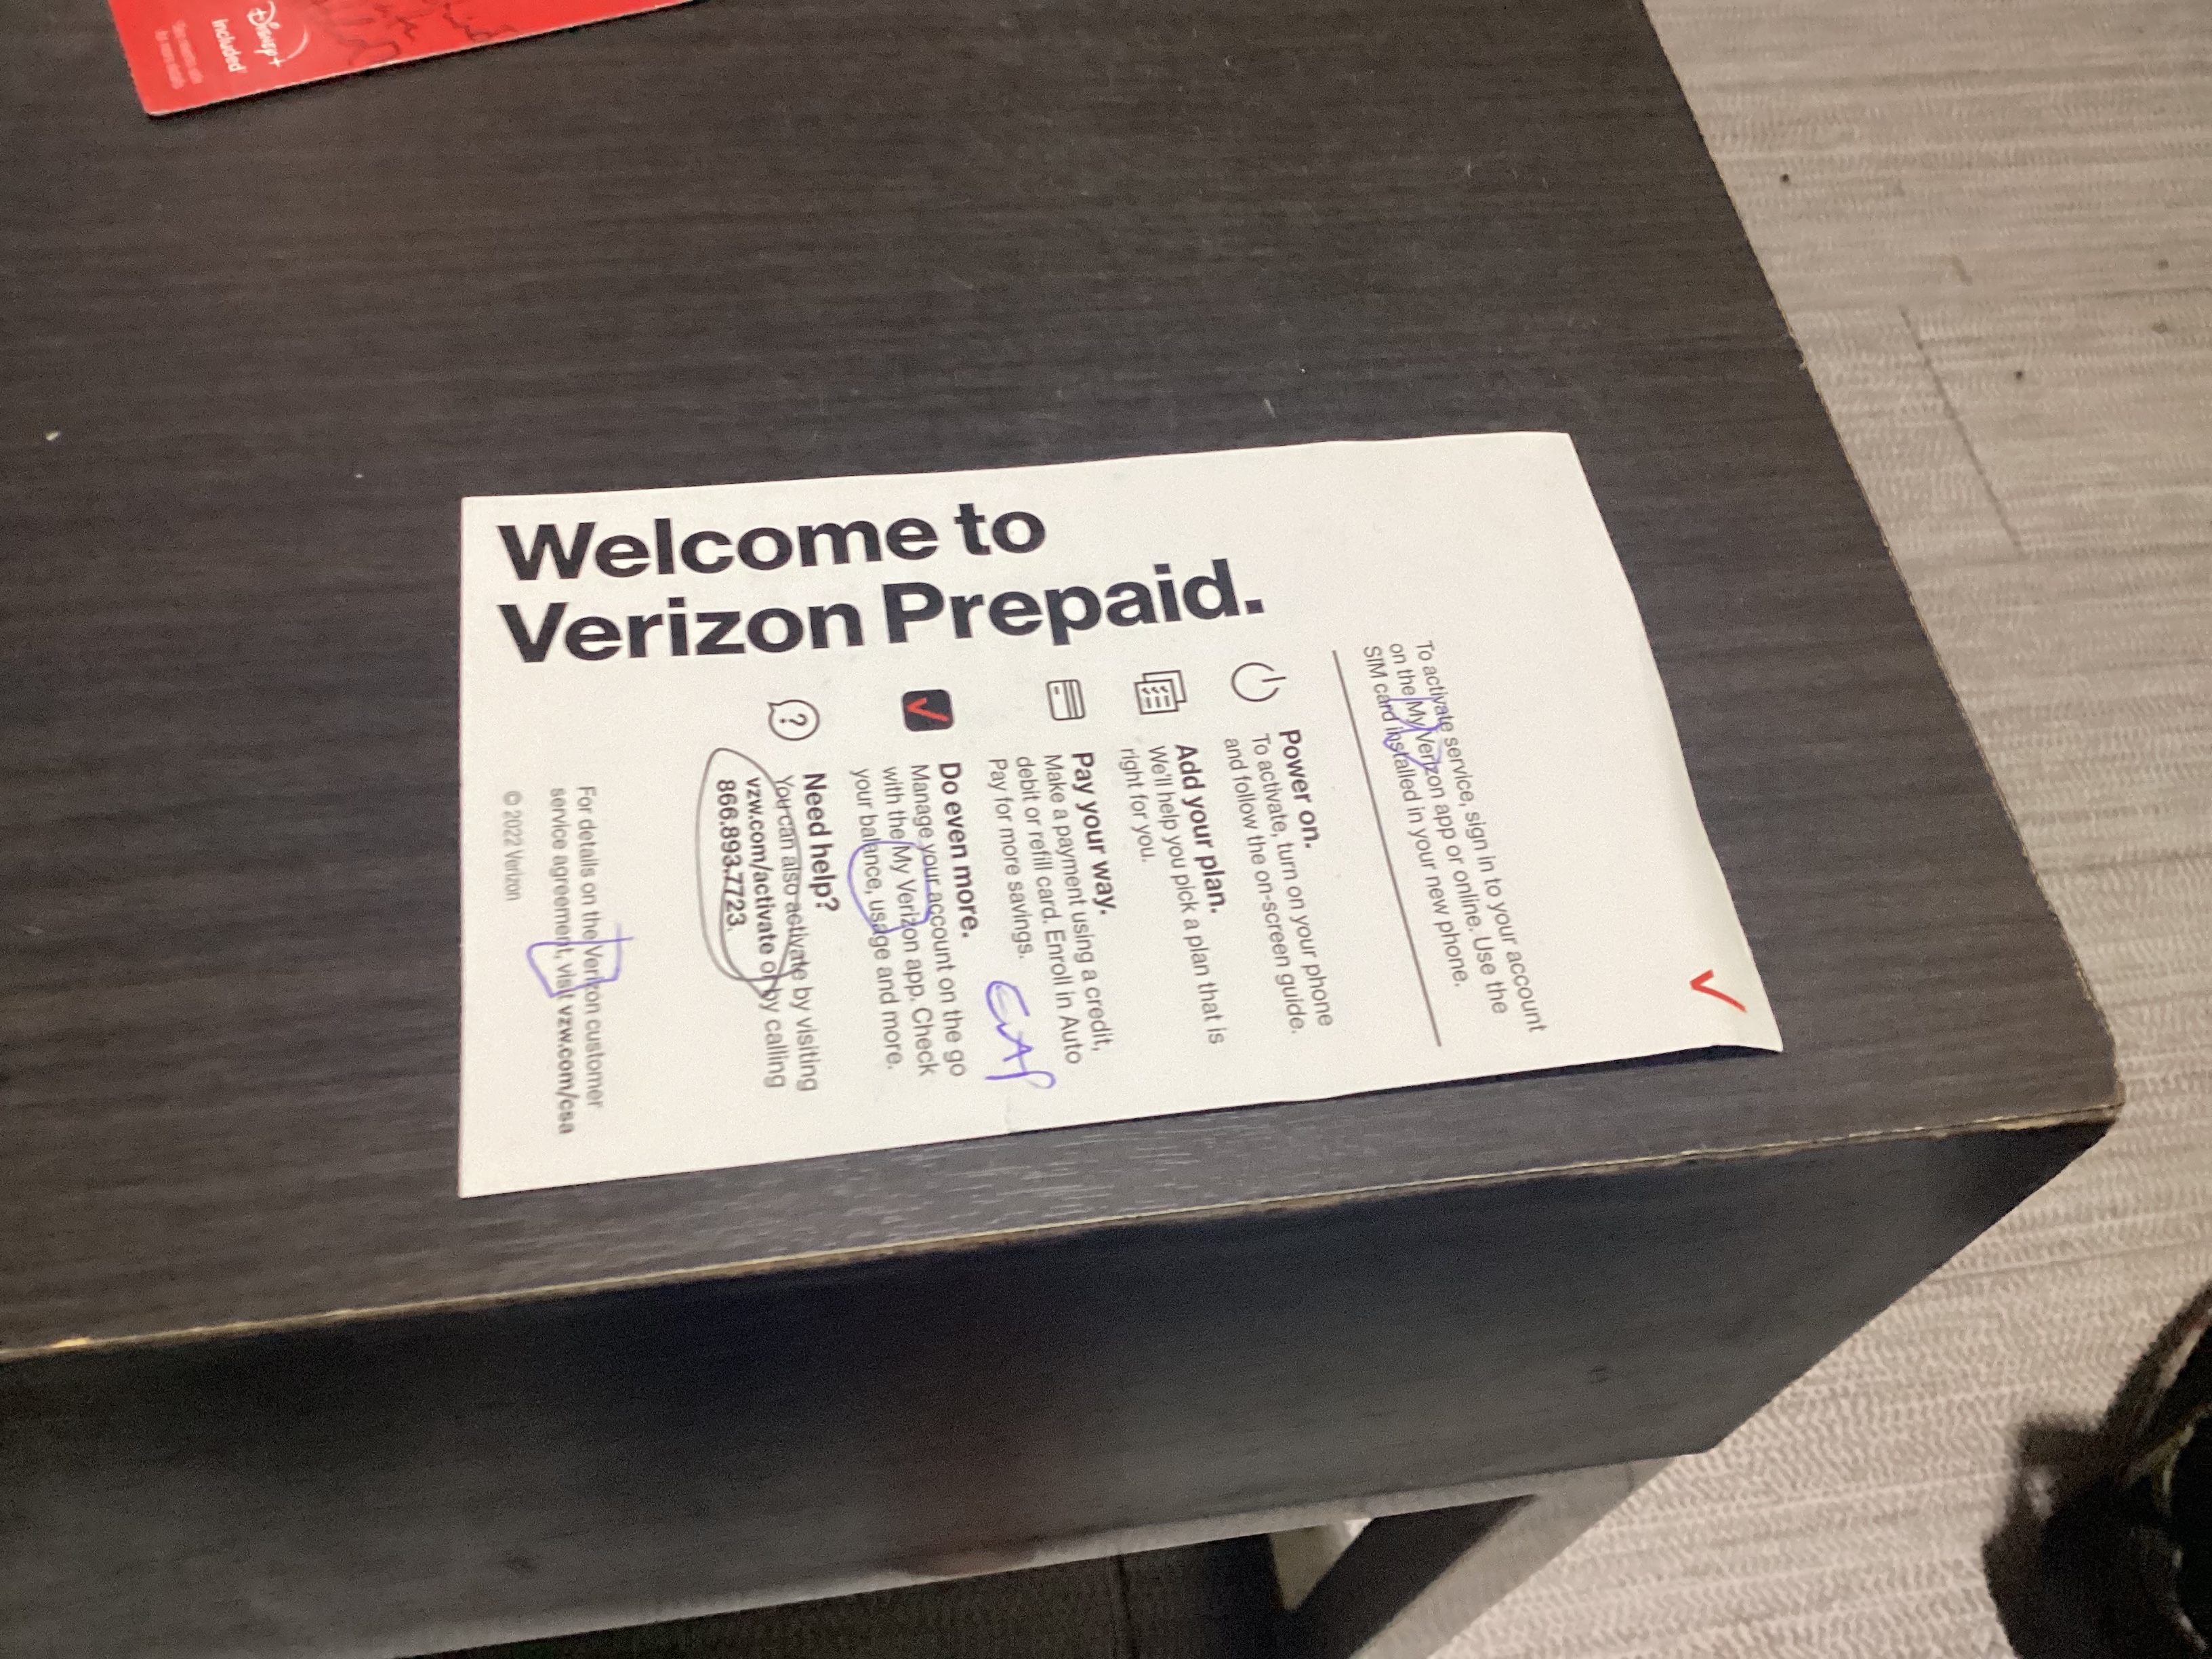 Disney+
Included
Welcome to
Verizon Prepaid.
To activate service, sign in to your account
on the My Verizon app or online. Use the
SIM card installed in your new phone.
Power on.
To activate, turn on your phone
and follow the on-screen guide.
Add your plan.
We'll help you pick a plan that is
right for you.
Pay your way.
Make a payment using a credit,
debit or refill card. Enroll in Auto
Pay for more savings.
Do even more.
Manage your account on the go
with the My Verizon app. Check
your balance, usage and more.
Need help?
You can also activate by visiting
vzw.com/activate or by calling
866.893.7723.
For details on the Verizon customer
service agreement, visit vzw.com/csa
© 2022 Verizon